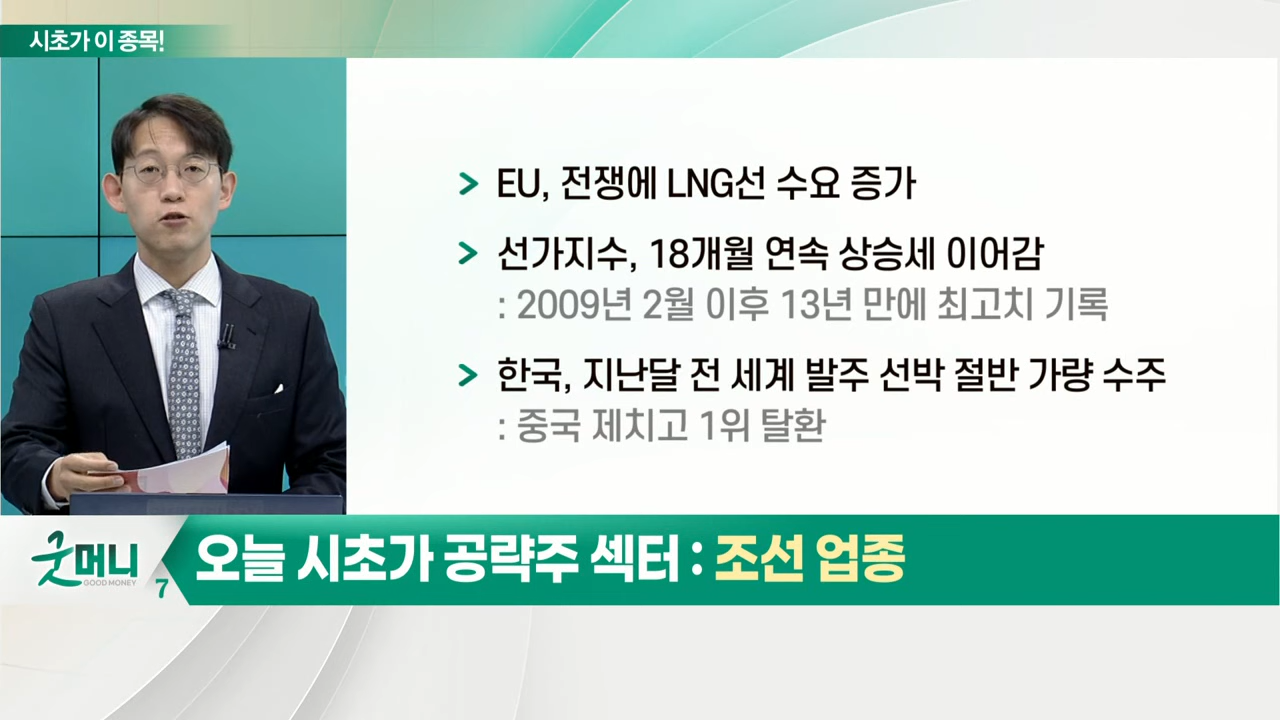 시초가 이 종목!
> EU, 전쟁에 LNG선 수요 증가
> 선가지수, 18개월 연속 상승세 이어감
: 2009년 2월 이후 13년 만에 최고치 기록
> 한국, 지난달 전 세계 발주 선박 절반 가량 수주
: 중국 제치고 1위 탈환
굿머니
GOOD MONEY
7
오늘 시초가 공략주 섹터 : 조선 업종